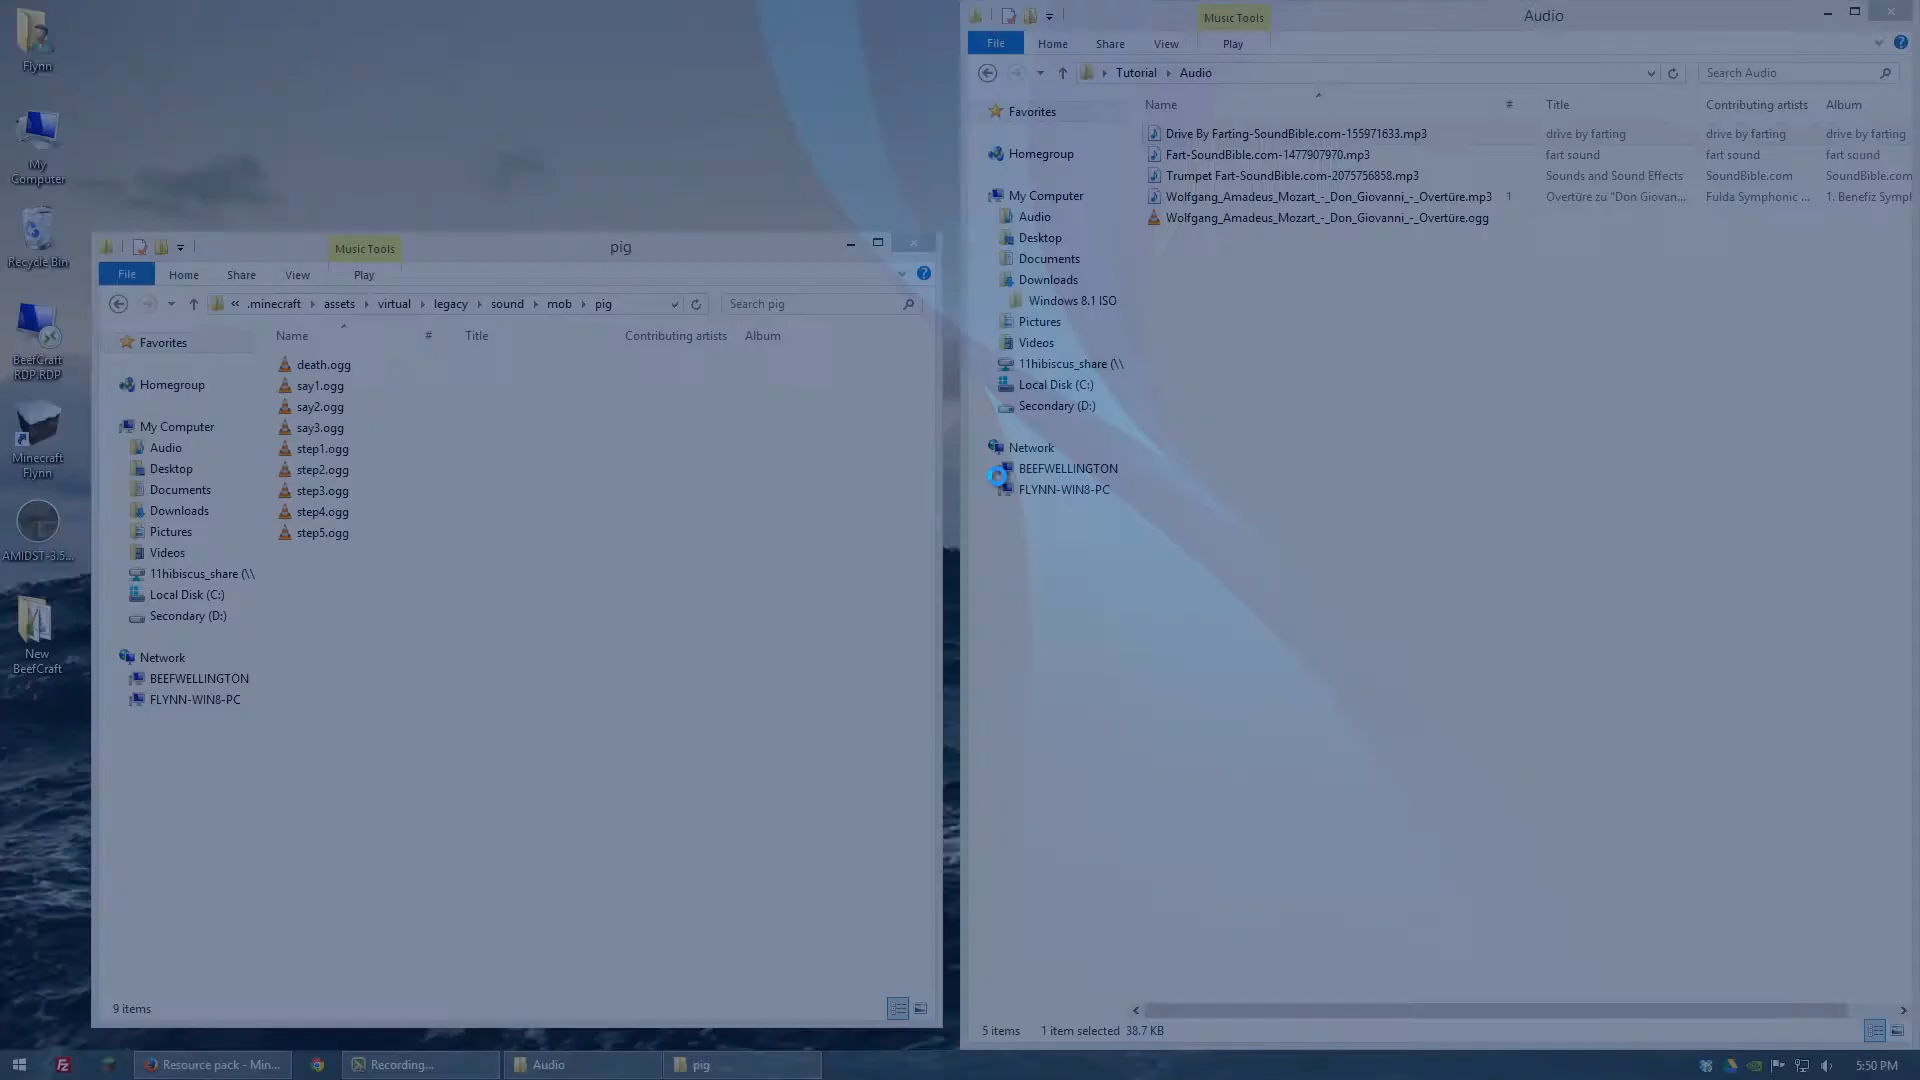 Flynn
My
Computer
Recycle Bin
BeefCraft
RDP.RDP
Minecraft
Flynn
AMIDST-3.5...
New
BeefCraft
Music Tools
pig
File
Home
Share
View
Play
« .minecraft assets virtual legacy sound mob pig
Search pig
Name
#
Title
Contributing artists
Album
Favorites
Homegroup
My Computer
Audio
Desktop
Documents
Downloads
Pictures
Videos
11hibiscus_share (\\
Local Disk (C:)
Secondary (D:)
Network
BEEFWELLINGTON
FLYNN-WIN8-PC
death.ogg
say1.ogg
say2.ogg
say3.ogg
step1.ogg
step2.ogg
step3.ogg
step4.ogg
step5.ogg
9 items
Music Tools
Audio
File
Home
Share
View
Play
Tutorial Audio
Search Audio
Name
#
Title
Contributing artists
Album
Favorites
Homegroup
My Computer
Audio
Desktop
Documents
Downloads
Windows 8.1 ISO
Pictures
Videos
11hibiscus_share (\\
Local Disk (C:)
Secondary (D:)
Network
BEEFWELLINGTON
FLYNN-WIN8-PC
Drive By Farting-SoundBible.com-155971633.mp3 drive by farting drive by farting drive by farting
Fart-SoundBible.com-1477907970.mp3 fart sound fart sound fart sound
Trumpet Fart-SoundBible.com-2075756858.mp3 Sounds and Sound Effects SoundBible.com SoundBible.com
Wolfgang_Amadeus_Mozart_-_Don_Giovanni_-_Overtüre.mp3 1 Overtüre zu "Don Giovan... Fulda Symphonic ... 1. Benefiz Symph
Wolfgang_Amadeus_Mozart_-_Don_Giovanni_-_Overtüre.ogg
5 items 1 item selected 38.7 KB
Fz
Resource pack - Min...
Recording...
Audio
pig
5:50 PM